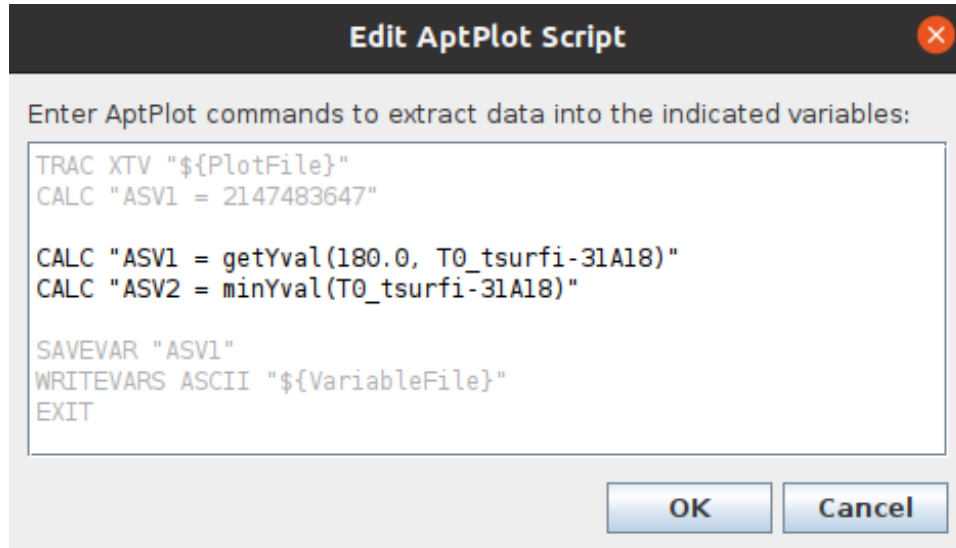 Edit AptPlot Script
Enter AptPlot commands to extract data into the indicated variables:
TRAC XTV "${PlotFile}"
CALC "ASV1 = 2147483647"
CALC "ASV1 = getYval(180.0, T0_tsurfi-31A18)"
CALC "ASV2 = minYval(T0_tsurfi-31A18)"
SAVEVAR "ASV1"
WRITEVARS ASCII "${VariableFile}"
EXIT
OK Cancel